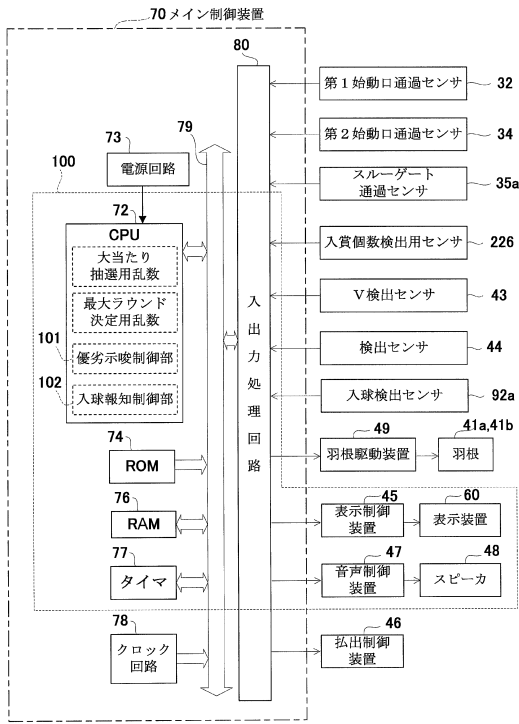 70 メイン制御装置
80
79
73
電源回路
100
72
CPU
大当たり
抽選用乱数
最大ラウンド
決定用乱数
101
優劣示唆制御部
102
入球報知制御部
74
ROM
76
RAM
77
タイマ
78
クロック
回路
入出力処理回路
第1始動口通過センサ
32
第2始動口通過センサ
34
スルーゲート
通過センサ
35a
入賞個数検出用センサ
226
V検出センサ
43
検出センサ
44
入球検出センサ
92a
49
羽根駆動装置
41a,41b
羽根
45
表示制御
装置
60
表示装置
47
音声制御
装置
48
スピーカ
46
払出制御
装置